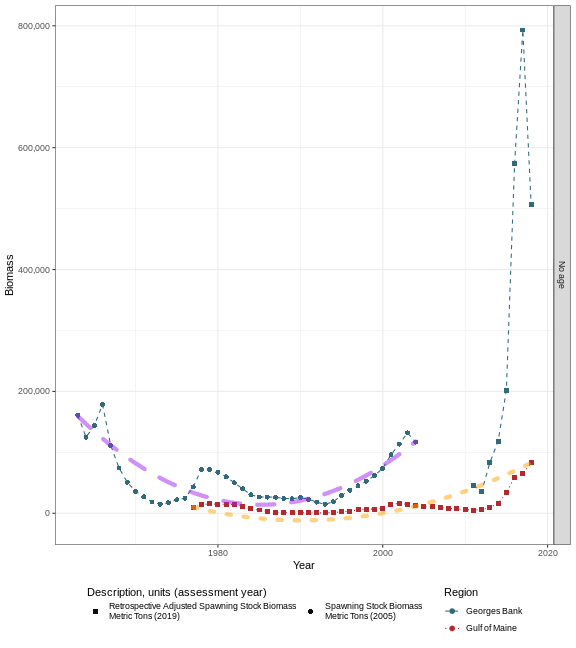 800,000
600,000
400,000
200,000
0
Biomass
No age
1980
2000
2020
Year
Description, units (assessment year)
Retrospective Adjusted Spawning Stock Biomass
Metric Tons (2019)
Spawning Stock Biomass
Metric Tons (2005)
Region
Georges Bank
Gulf of Maine